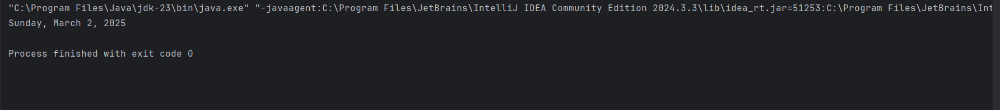 "C:\Program Files\Java\jdk-23\bin\java.exe" "-javaagent:C:\Program Files\JetBrains\IntelliJ IDEA Community Edition 2024.3.3\lib\idea_rt.jar=51253:C:\Program Files\JetBrains\Int
Sunday, March 2, 2025
Process finished with exit code 0